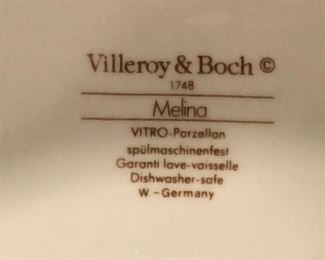 Villeroy & Boch ©
1748
Melina
VITRO-Porzellan
spülmaschinenfest
Garanti lave-vaisselle
Dishwasher-safe
W.-Germany